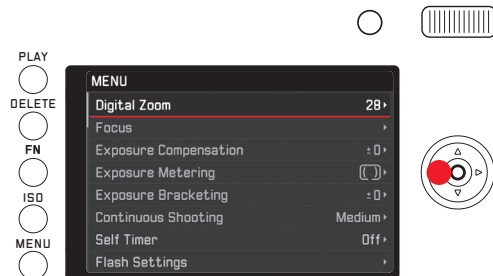 PLAY
DELETE
FN
ISO
MENU
MENU
Digital Zoom 28
Focus
Exposure Compensation ±0
Exposure Metering
Exposure Bracketing ±0
Continuous Shooting Medium
Self Timer Off
Flash Settings